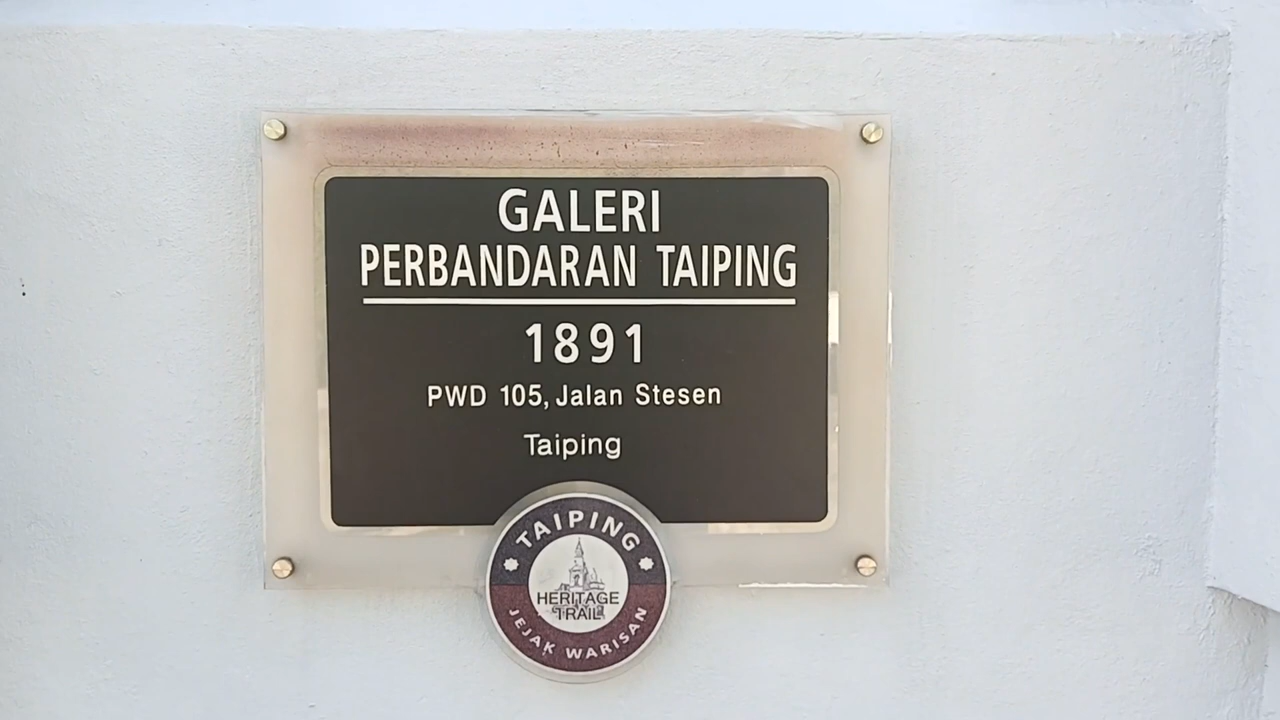 GALERI
PERBANDARAN TAIPING
1891
PWD 105, Jalan Stesen
Taiping
TAIPING
HERITAGE
TRAIL
JEJAK WARISAN